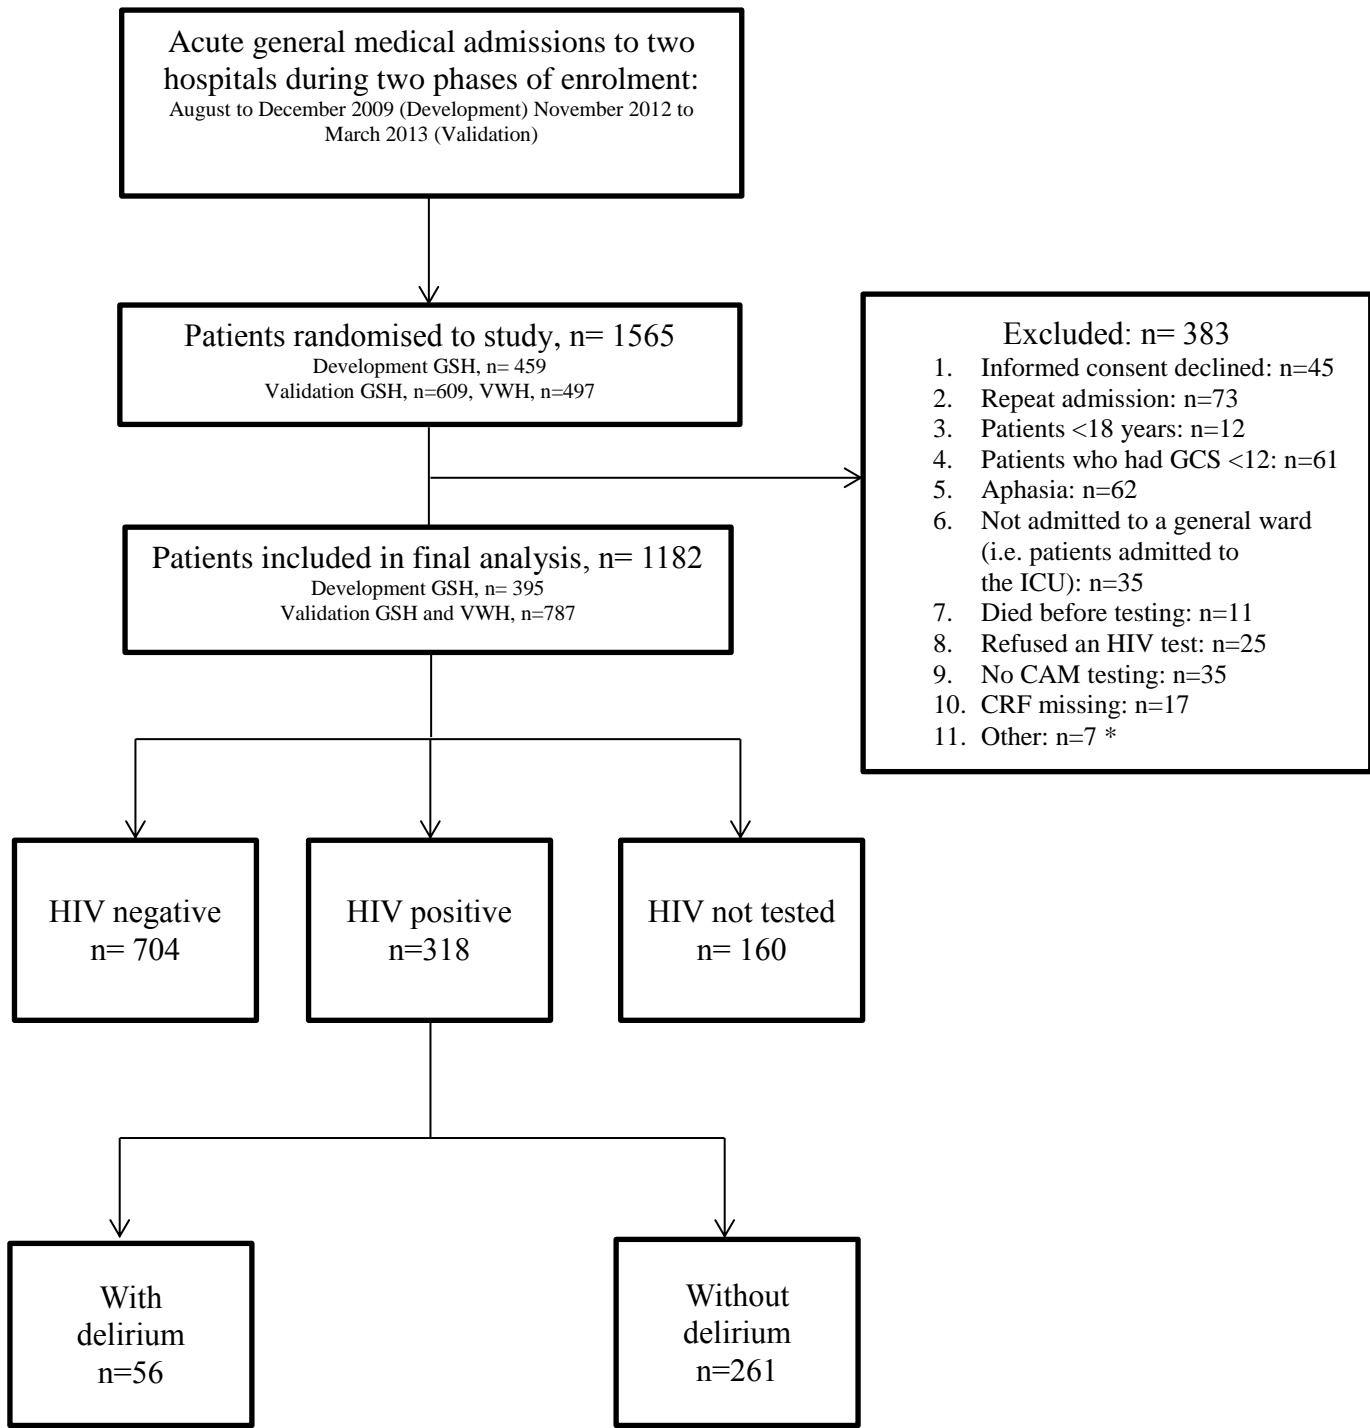 Acute general medical admissions to two
hospitals during two phases of enrolment:
August to December 2009 (Development) November 2012 to
March 2013 (Validation)
Patients randomised to study, n= 1565
Development GSH, n= 459
Validation GSH, n=609, VWH, n=497
Excluded: n= 383
1. Informed consent declined: n=45
2. Repeat admission: n=73
3. Patients <18 years: n=12
4. Patients who had GCS <12: n=61
5. Aphasia: n=62
6. Not admitted to a general ward
(i.e. patients admitted to
the ICU): n=35
7. Died before testing: n=11
8. Refused an HIV test: n=25
9. No CAM testing: n=35
10. CRF missing: n=17
11. Other: n=7 *
Patients included in final analysis, n= 1182
Development GSH, n= 395
Validation GSH and VWH, n=787
HIV negative
n= 704
HIV positive
n=318
HIV not tested
n= 160
With
delirium
n=56
Without
delirium
n=261